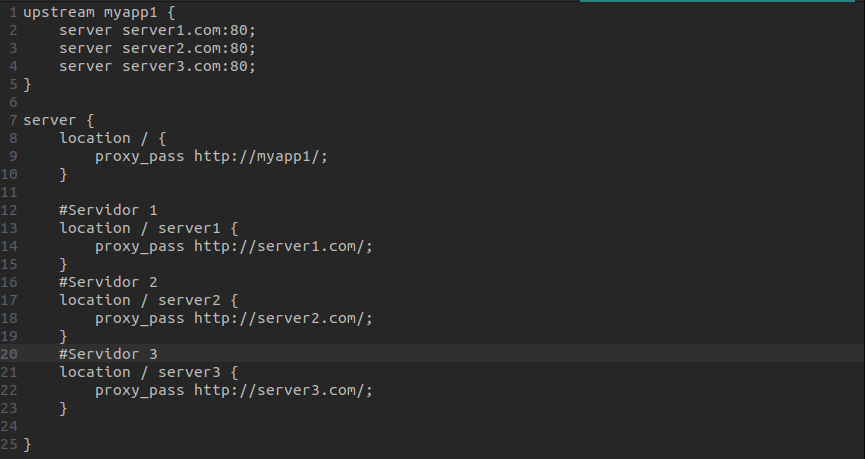 1 upstream myapp1 {
2     server server1.com:80;
3     server server2.com:80;
4     server server3.com:80;
5 }
6
7 server {
8     location / {
9         proxy_pass http://myapp1/;
10     }
11
12     #Servidor 1
13     location / server1 {
14         proxy_pass http://server1.com/;
15     }
16     #Servidor 2
17     location / server2 {
18         proxy_pass http://server2.com/;
19     }
20     #Servidor 3
21     location / server3 {
22         proxy_pass http://server3.com/;
23     }
24
25 }